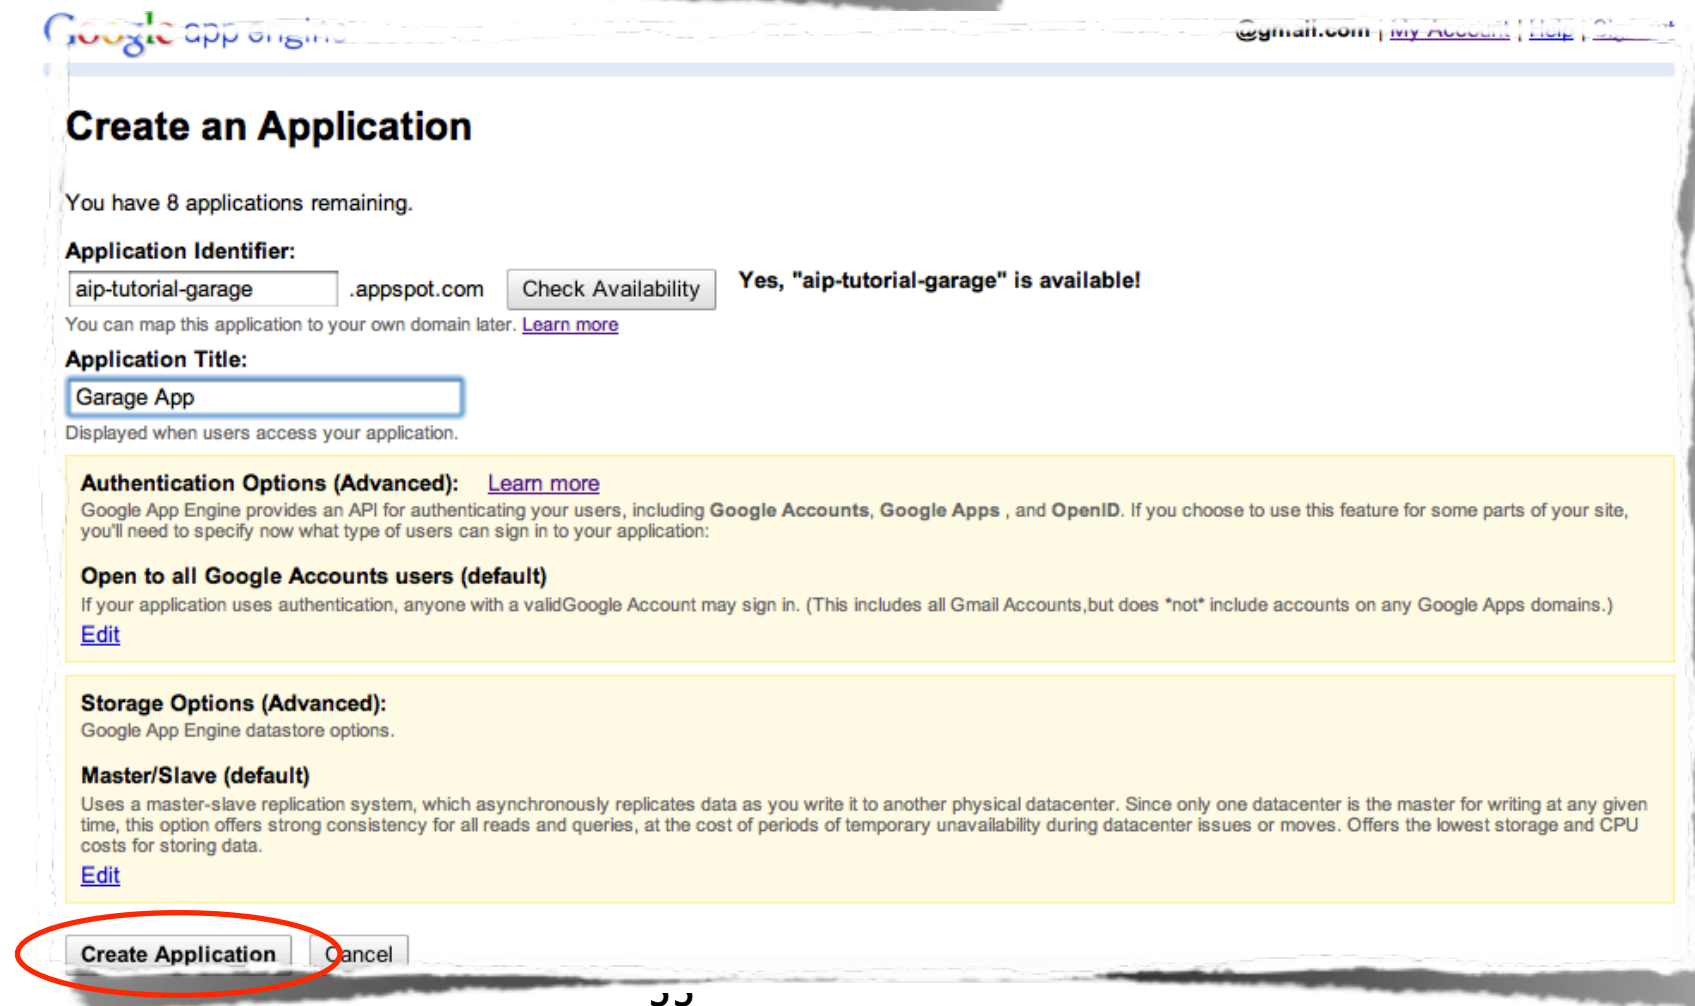 Google app engine
@gmail.com | My Account | Help |
Create an Application
You have 8 applications remaining.
Application Identifier:
aip-tutorial-garage .appspot.com Check Availability Yes, "aip-tutorial-garage" is available!
You can map this application to your own domain later. Learn more
Application Title:
Garage App
Displayed when users access your application.
Authentication Options (Advanced): Learn more
Google App Engine provides an API for authenticating your users, including Google Accounts, Google Apps , and OpenID. If you choose to use this feature for some parts of your site,
you'll need to specify now what type of users can sign in to your application:
Open to all Google Accounts users (default)
If your application uses authentication, anyone with a validGoogle Account may sign in. (This includes all Gmail Accounts,but does *not* include accounts on any Google Apps domains.)
Edit
Storage Options (Advanced):
Google App Engine datastore options.
Master/Slave (default)
Uses a master-slave replication system, which asynchronously replicates data as you write it to another physical datacenter. Since only one datacenter is the master for writing at any given
time, this option offers strong consistency for all reads and queries, at the cost of periods of temporary unavailability during datacenter issues or moves. Offers the lowest storage and CPU
costs for storing data.
Edit
Create Application Cancel